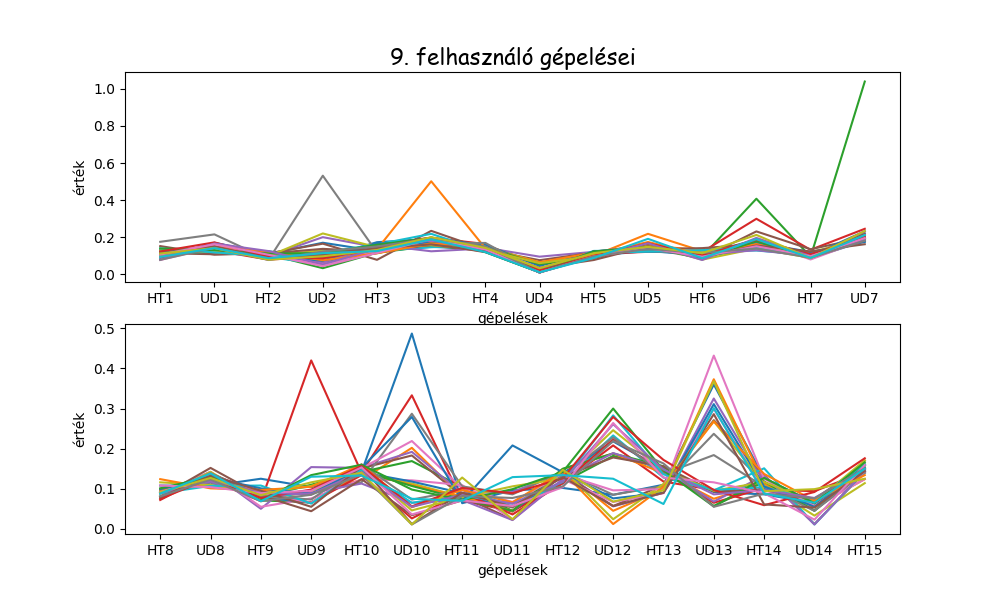 9. felhasználó gépelései
érték
1.0
0.8
0.6
0.4
0.2
0.0
HT1 UD1 HT2 UD2 HT3 UD3 HT4 UD4 HT5 UD5 HT6 UD6 HT7 UD7
gépelések
érték
0.5
0.4
0.3
0.2
0.1
0.0
HT8 UD8 HT9 UD9 HT10 UD10 HT11 UD11 HT12 UD12 HT13 UD13 HT14 UD14 HT15
gépelések